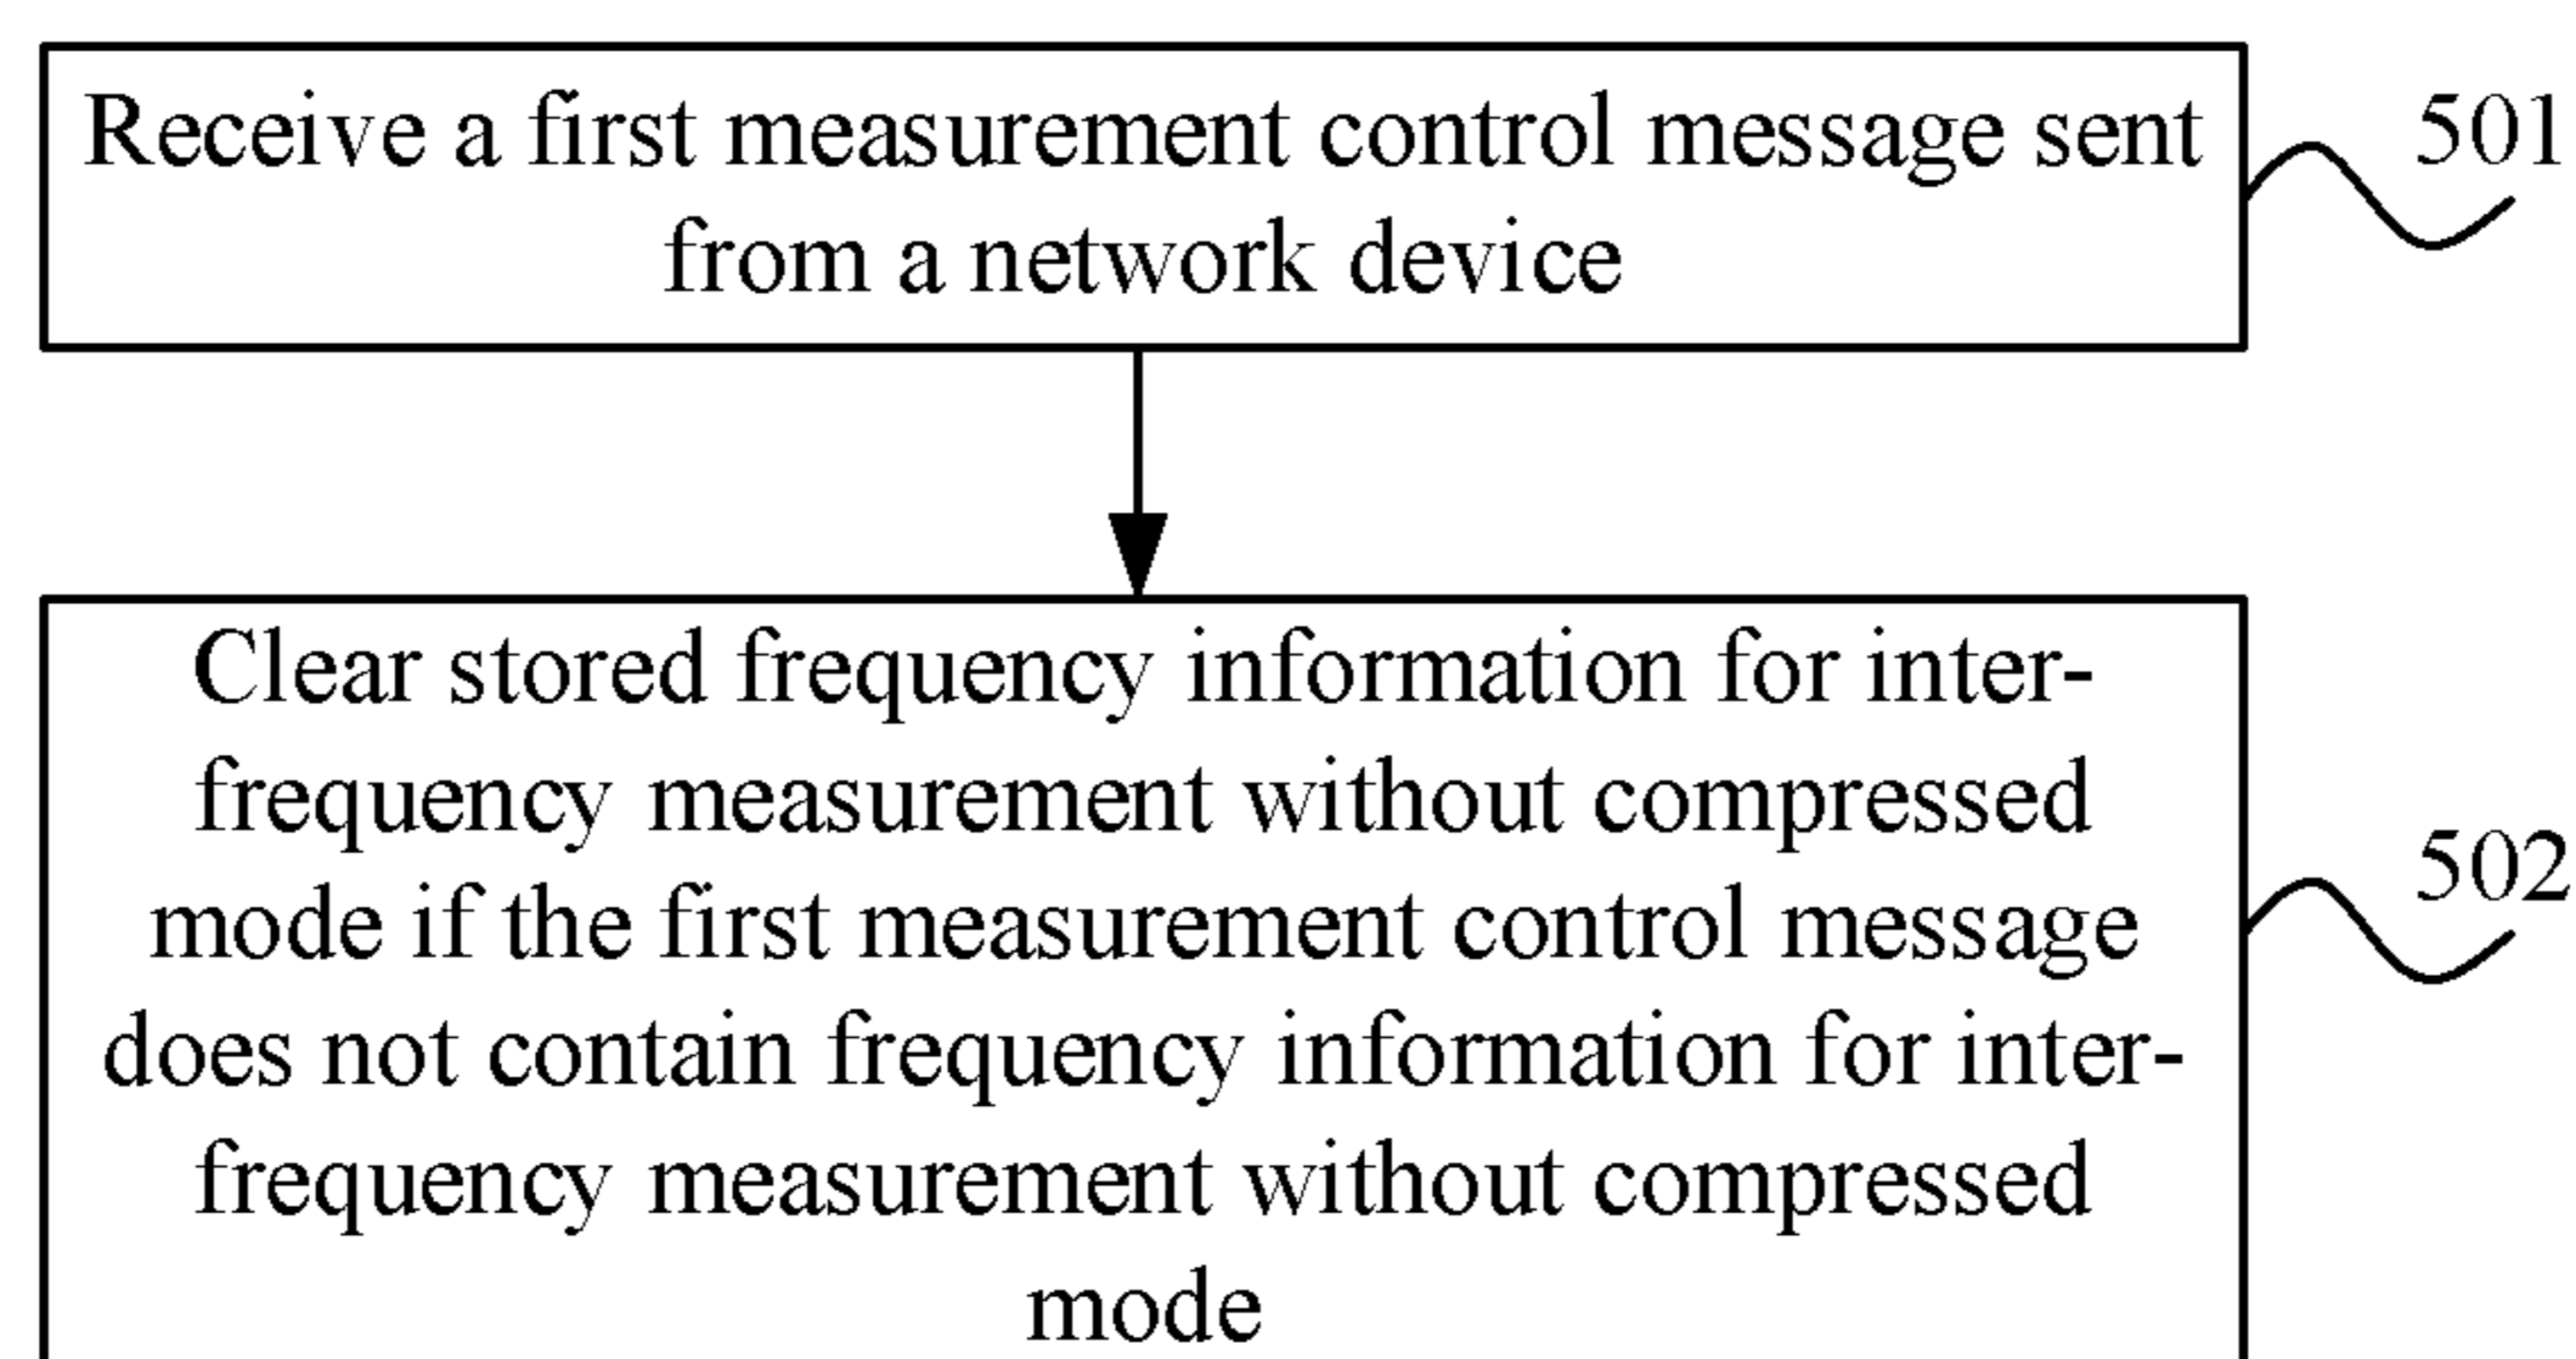 Receive a first measurement control message sent
from a network device
501
Clear stored frequency information for inter-
frequency measurement without compressed
mode if the first measurement control message
does not contain frequency information for inter-
frequency measurement without compressed
mode
502